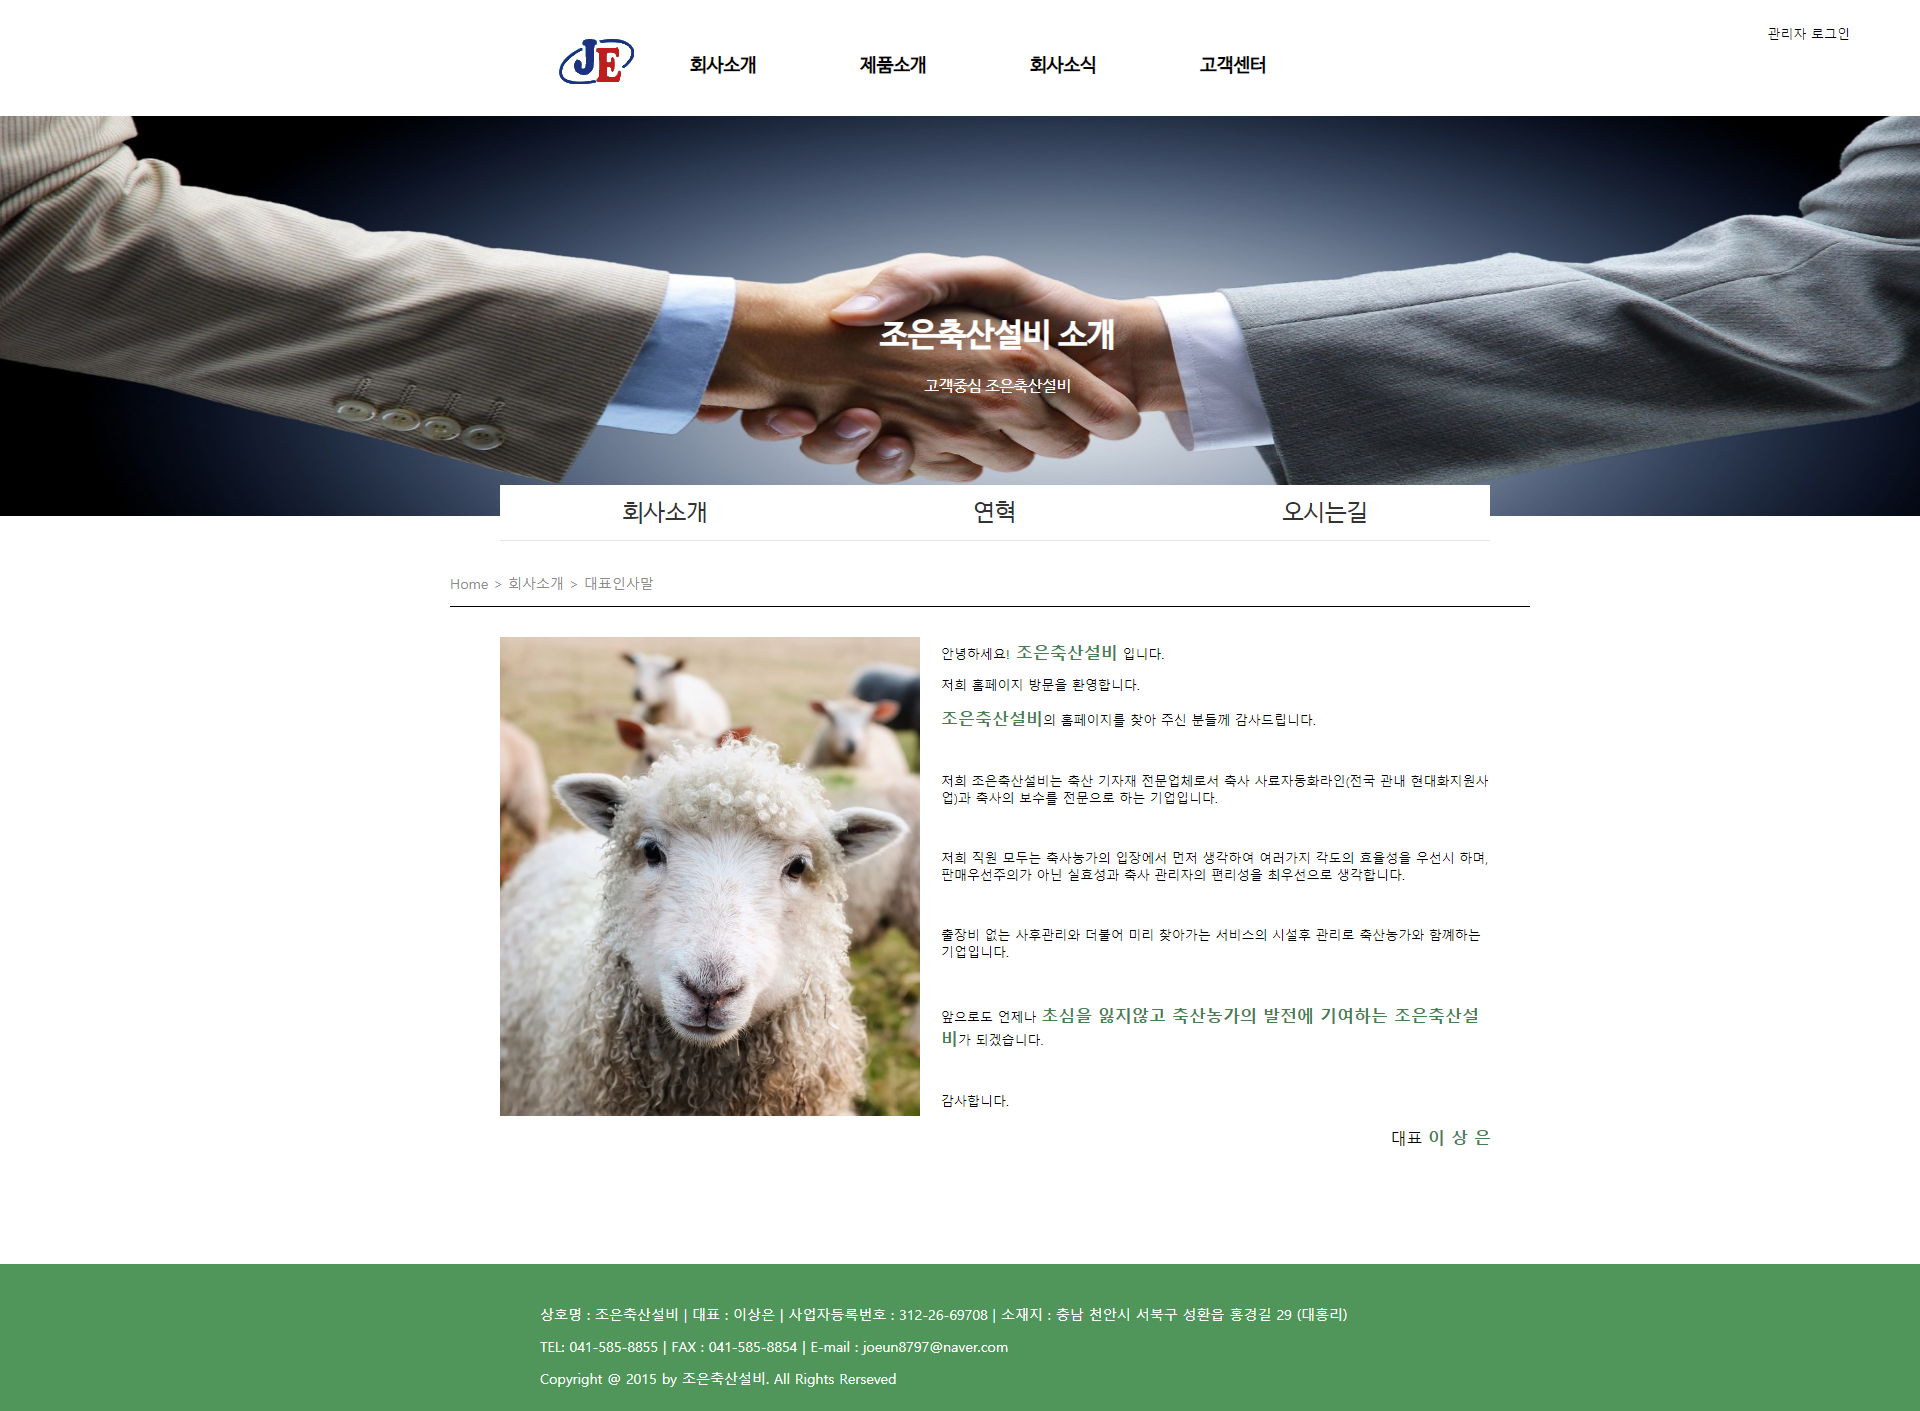 관리자 로그인
JE
회사소개 제품소개 회사소식 고객센터
조은축산설비 소개
고객중심 조은축산설비
회사소개 연혁 오시는길
Home > 회사소개 > 대표인사말
안녕하세요! 조은축산설비 입니다.
저희 홈페이지 방문을 환영합니다.
조은축산설비의 홈페이지를 찾아 주신 분들께 감사드립니다.
저희 조은축산설비는 축산 기자재 전문업체로서 축사 사료자동화라인(전국 관내 현대화지원사
업)과 축사의 보수를 전문으로 하는 기업입니다.
저희 직원 모두는 축사농가의 입장에서 먼저 생각하여 여러가지 각도의 효율성을 우선시 하며,
판매우선주의가 아닌 실효성과 축사 관리자의 편리성을 최우선으로 생각합니다.
출장비 없는 사후관리와 더불어 미리 찾아가는 서비스의 시설후 관리로 축산농가와 함께하는
기업입니다.
앞으로도 언제나 초심을 잃지않고 축산농가의 발전에 기여하는 조은축산설
비가 되겠습니다.
감사합니다.
대표 이 상 은
상호명 : 조은축산설비 | 대표 : 이상은 | 사업자등록번호 : 312-26-69708 | 소재지 : 충남 천안시 서북구 성환읍 홍경길 29 (대홍리)
TEL: 041-585-8855 | FAX : 041-585-8854 | E-mail : joeun8797@naver.com
Copyright @ 2015 by 조은축산설비. All Rights Rerseved